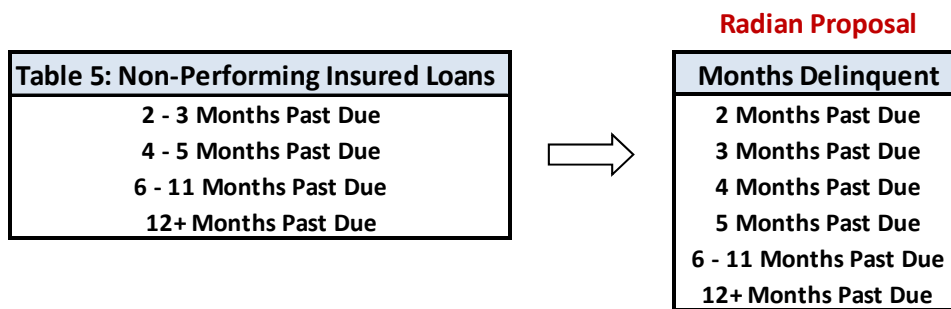 Radian Proposal
Table 5: Non-Performing Insured Loans
2 - 3 Months Past Due
4 - 5 Months Past Due
6 - 11 Months Past Due
12+ Months Past Due
Months Delinquent
2 Months Past Due
3 Months Past Due
4 Months Past Due
5 Months Past Due
6 - 11 Months Past Due
12+ Months Past Due